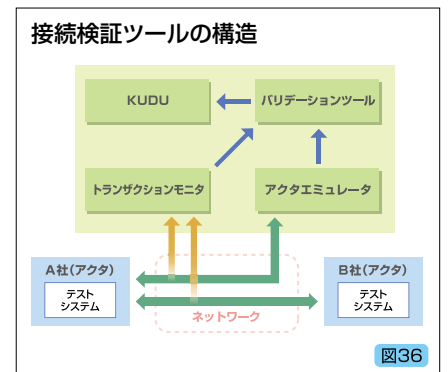 接続検証ツールの構造
KUDU
バリデーションツール
トランザクションモニタ
アクタエミュレータ
A社(アクタ)
テスト
システム
B社(アクタ)
テスト
システム
ネットワーク
図36